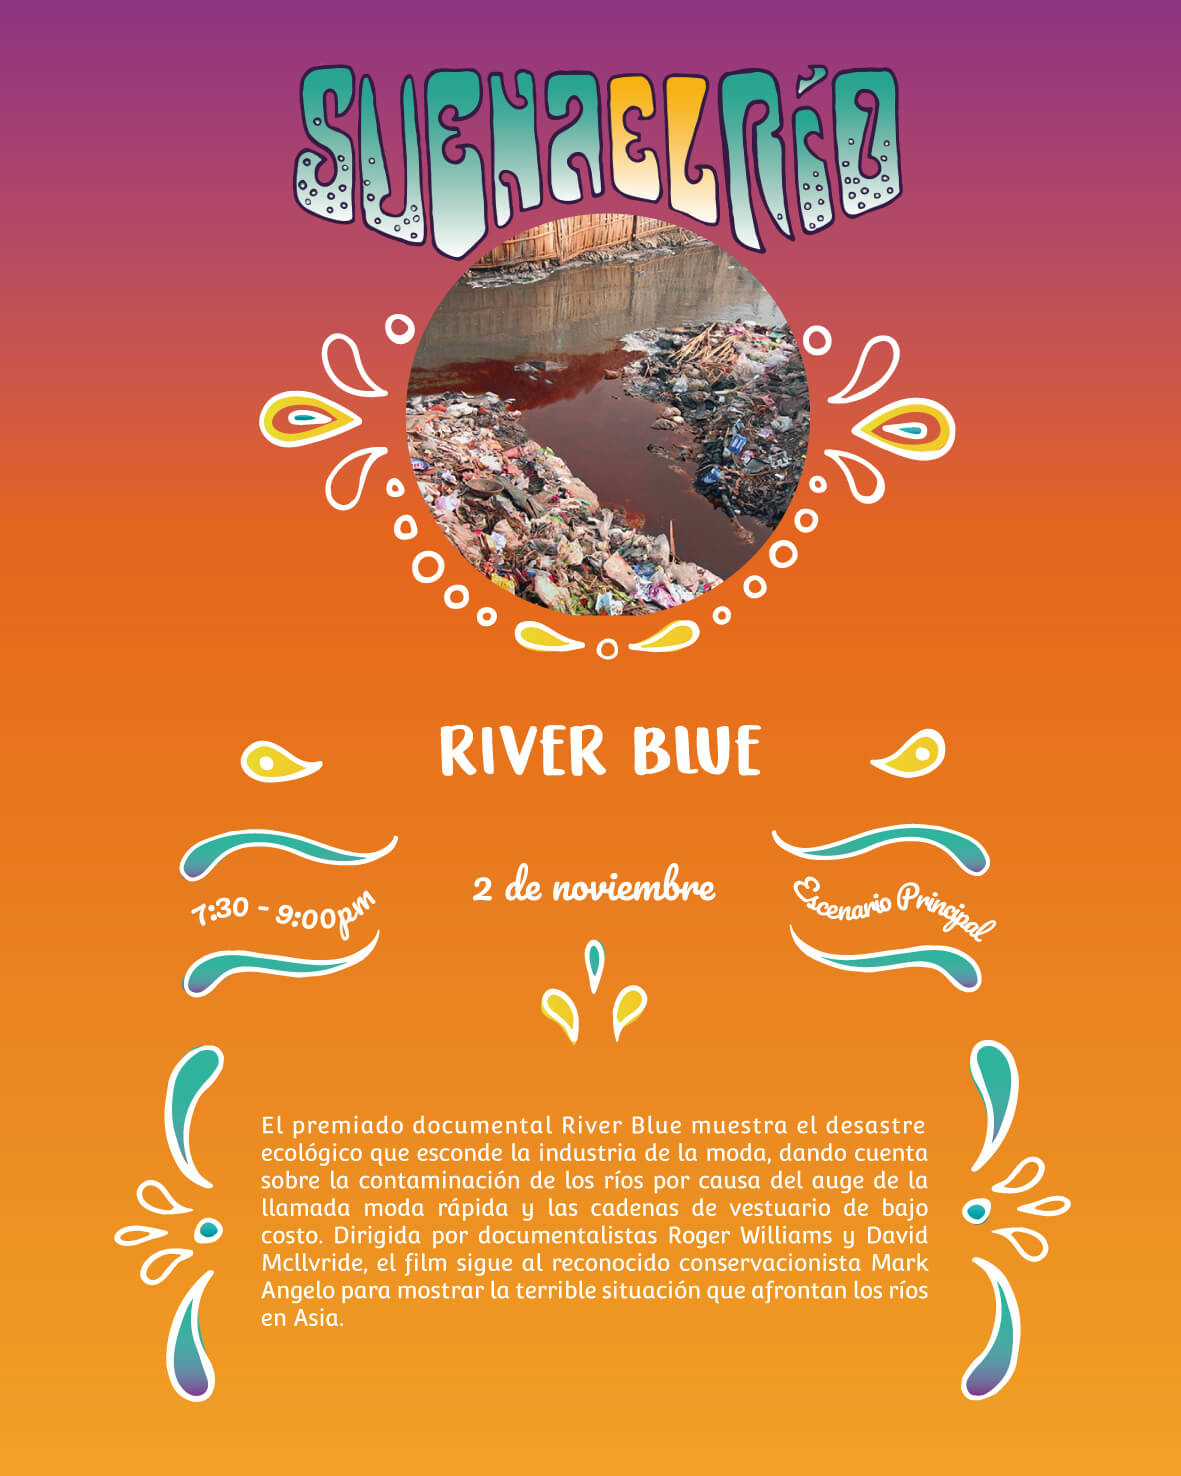 SUENA EL RÍO
RIVER BLUE
7:30 - 9:00pm
2 de noviembre
Escenario Principal
El premiado documental River Blue muestra el desastre
ecológico que esconde la industria de la moda, dando cuenta
sobre la contaminación de los ríos por causa del auge de la
llamada moda rápida y las cadenas de vestuario de bajo
costo. Dirigida por documentalistas Roger Williams y David
McIlvride, el film sigue al reconocido conservacionista Mark
Angelo para mostrar la terrible situación que afrontan los ríos
en Asia.